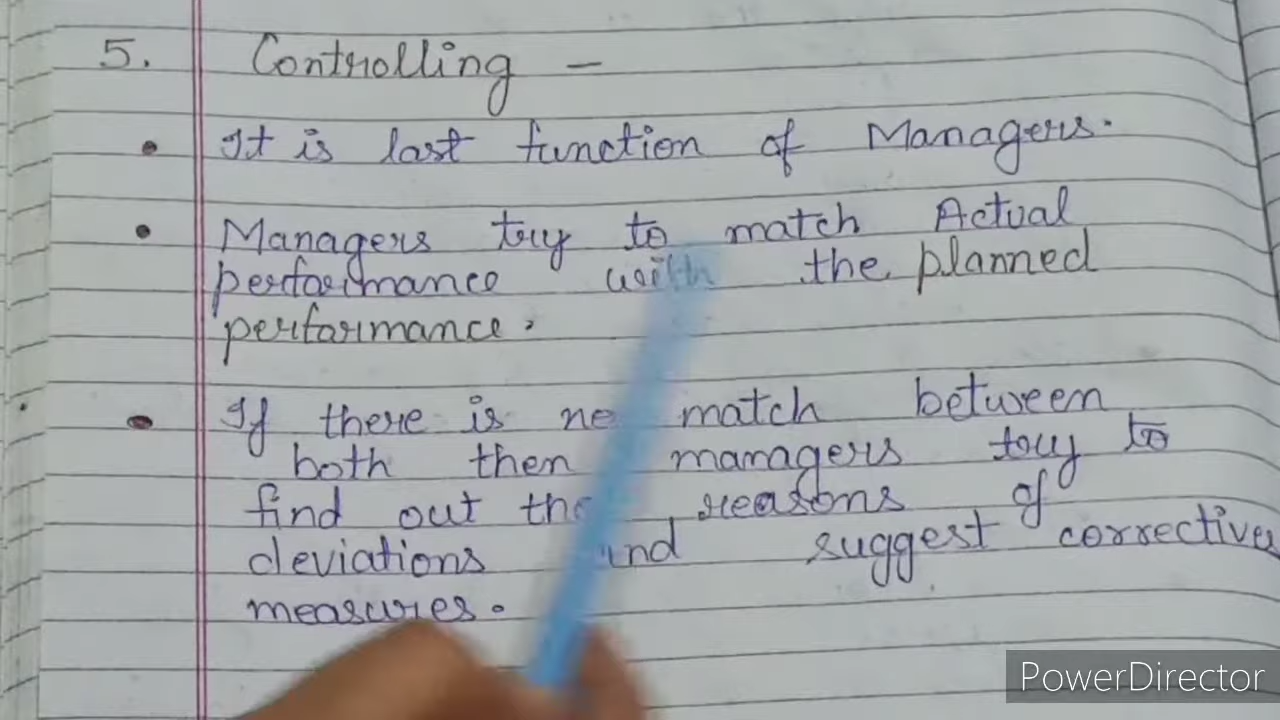 5. Controlling -
• It is last function of Managers.
• Managers try to match Actual
performance with the planned
performance.
• If there is no match between
both then managers try to
find out the reasons of
deviations and suggest corrective
measures.
PowerDirector